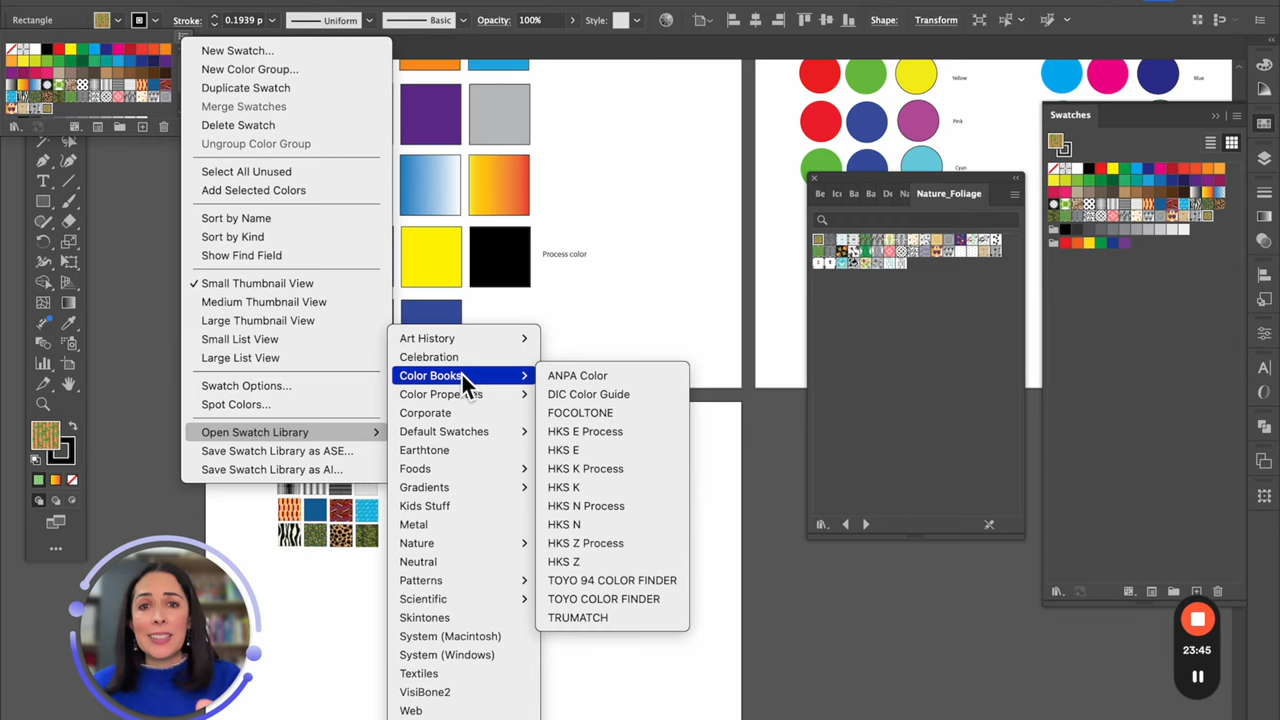 Rectangle
Stroke:
0.1939 p
Uniform
Basic
Opacity:
100%
Style:
Shape:
Transform
New Swatch...
New Color Group...
Duplicate Swatch
Merge Swatches
Delete Swatch
Ungroup Color Group
Select All Unused
Add Selected Colors
Sort by Name
Sort by Kind
Show Find Field
✓ Small Thumbnail View
Medium Thumbnail View
Large Thumbnail View
Small List View
Large List View
Swatch Options...
Spot Colors...
Open Swatch Library
Save Swatch Library as ASE...
Save Swatch Library as AI...
Process color
Art History
Celebration
Color Books
Color Prope
Corporate
Default Swatches
Earthtone
Foods
Gradients
Kids Stuff
Metal
Nature
Neutral
Patterns
Scientific
Skintones
System (Macintosh)
System (Windows)
Textiles
VisiBone2
Web
ANPA Color
DIC Color Guide
FOCOLTONE
HKS E Process
HKS E
HKS K Process
HKS K
HKS N Process
HKS N
HKS Z Process
HKS Z
TOYO 94 COLOR FINDER
TOYO COLOR FINDER
TRUMATCH
Yellow
Pink
Cyan
Blue
Be
Ico
Ba
Ba
De
Na
Nature_Foliage
Swatches
23:45